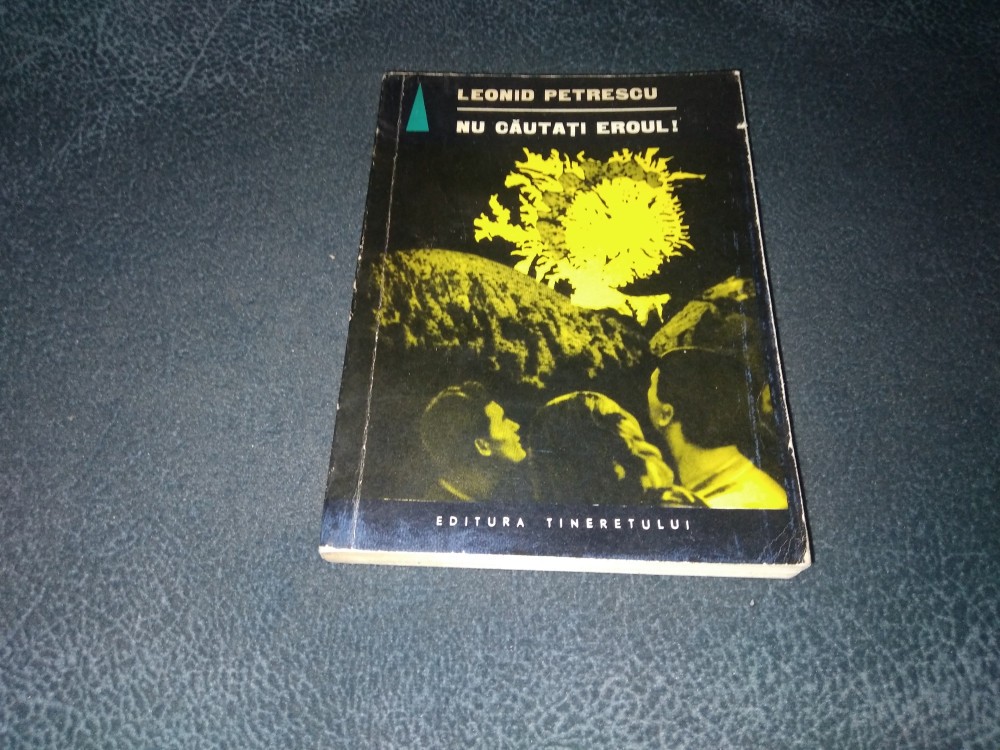 LEONID PETRESCU
NU CĂUTAȚI EROUL!
EDITURA TINERETULUI